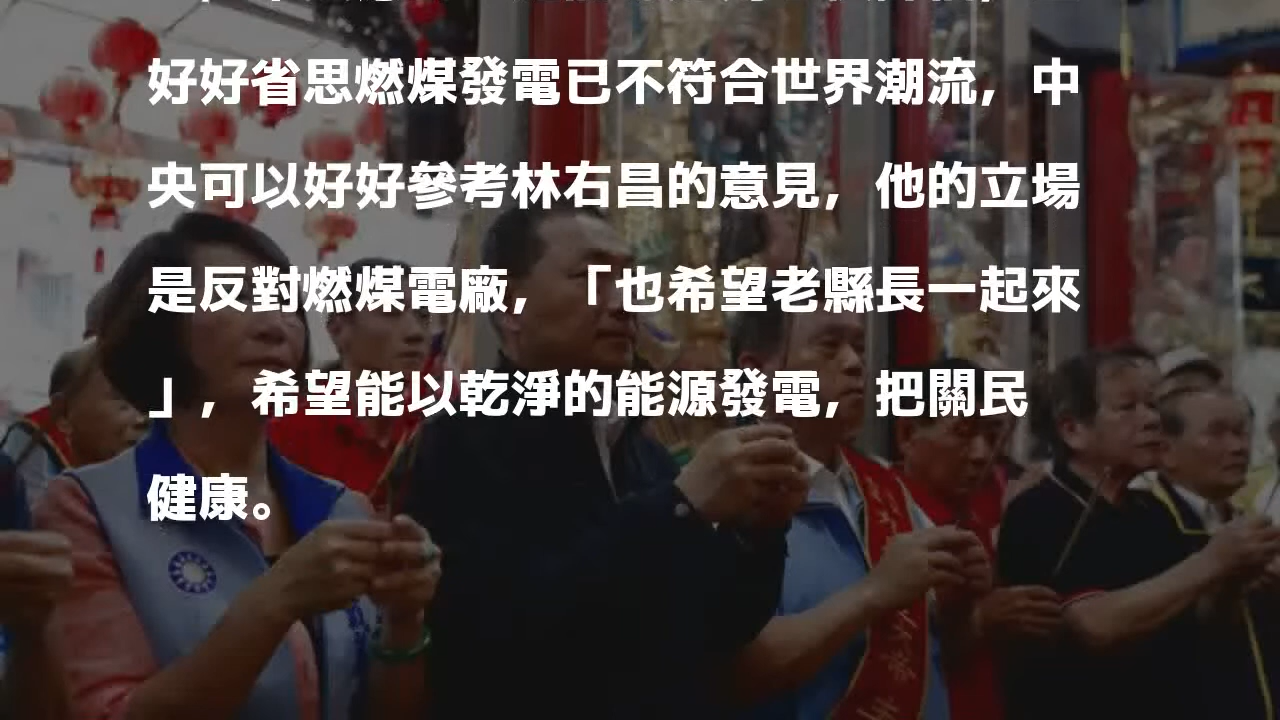 好好省思燃煤發電已不符合世界潮流，中
央可以好好參考林右昌的意見，他的立場
是反對燃煤電廠，「也希望老縣長一起來
」，希望能以乾淨的能源發電，把關民
健康。